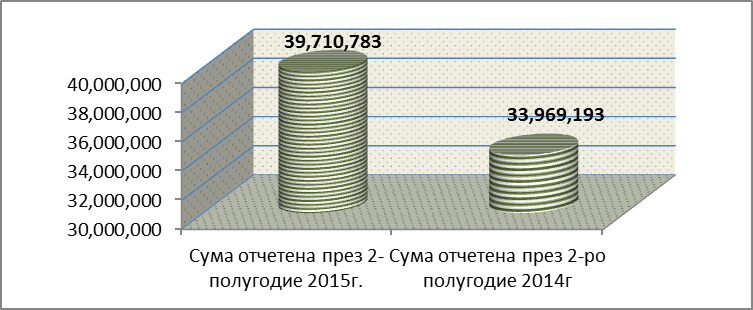 39,710,783
33,969,193
40,000,000
38,000,000
36,000,000
34,000,000
32,000,000
30,000,000
Сума отчетена през 2-
полугодие 2015г.
Сума отчетена през 2-ро
полугодие 2014г